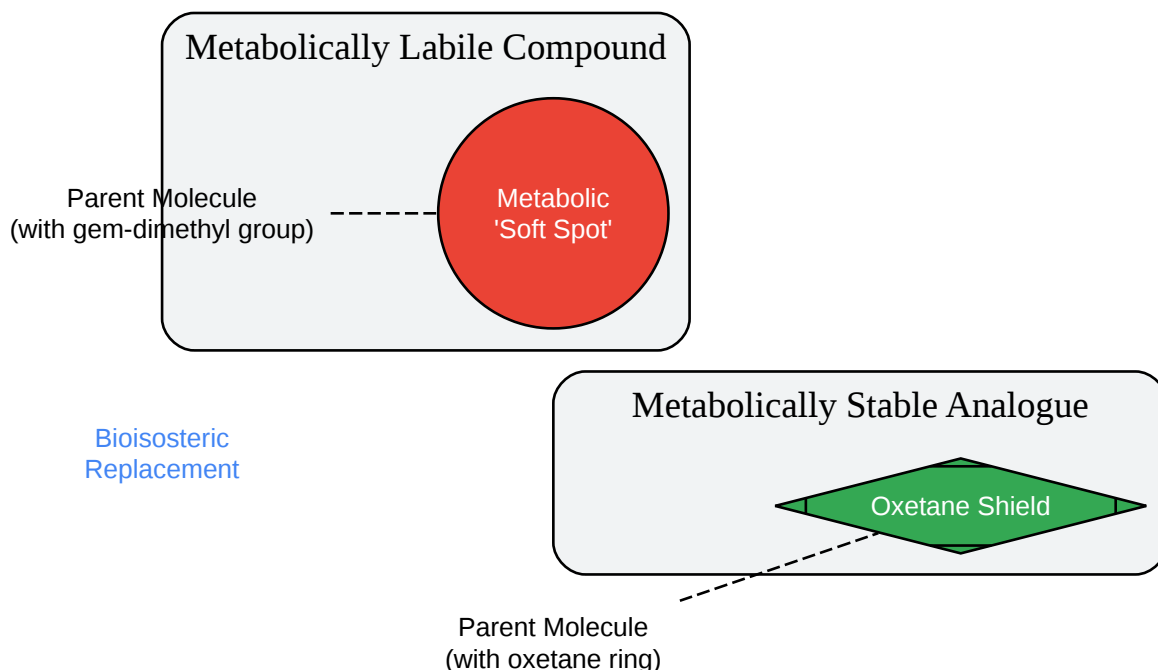 Metabolically Labile Compound
Parent Molecule
(with gem-dimethyl group)
Metabolic
'Soft Spot'
Bioisosteric
Replacement
Metabolically Stable Analogue
Oxetane Shield
Parent Molecule
(with oxetane ring)